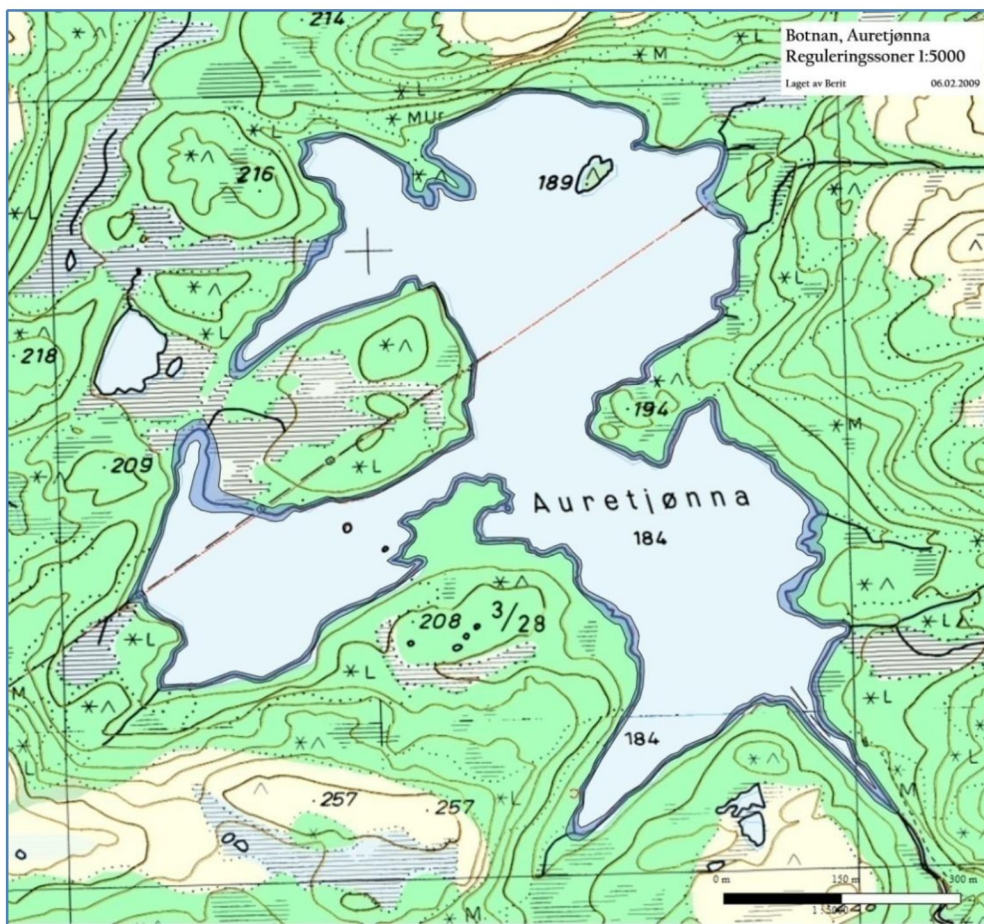 214
L
L
M
Botnan, Auretjønna
Reguleringssoner 1:5000
Laget av Berit 06.02.2009
L
MUr
L
216
189
L
L
L
218
194
M
209
L
Auretjønna
184
3/28
208
L
L
L
L
M
184
257
257
L
L
M
0 m 150 m 300 m
M